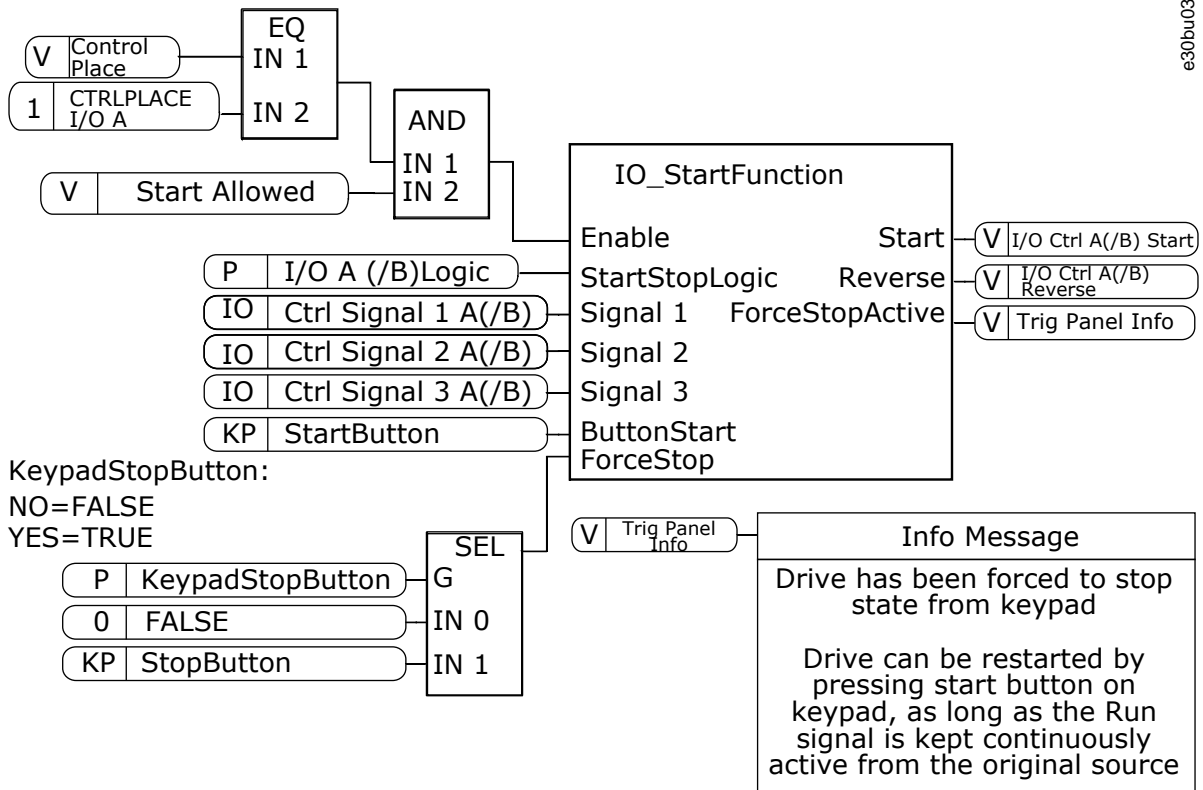 e30bu03
EQ
V Control
Place
IN 1
1 CTRLPLACE
I/O A
IN 2
AND
IN 1
IN 2
V Start Allowed
IO_StartFunction
Enable
Start
V I/O Ctrl A(/B) Start
P I/O A (/B)Logic
StartStopLogic
Reverse
V I/O Ctrl A(/B)
Reverse
IO Ctrl Signal 1 A(/B)
Signal 1
ForceStopActive
V Trig Panel Info
IO Ctrl Signal 2 A(/B)
Signal 2
IO Ctrl Signal 3 A(/B)
Signal 3
KP StartButton
ButtonStart
ForceStop
KeypadStopButton:
NO=FALSE
YES=TRUE
SEL
P KeypadStopButton
G
0 FALSE
IN 0
KP StopButton
IN 1
V Trig Panel
Info
Info Message
Drive has been forced to stop
state from keypad
Drive can be restarted by
pressing start button on
keypad, as long as the Run
signal is kept continuously
active from the original source